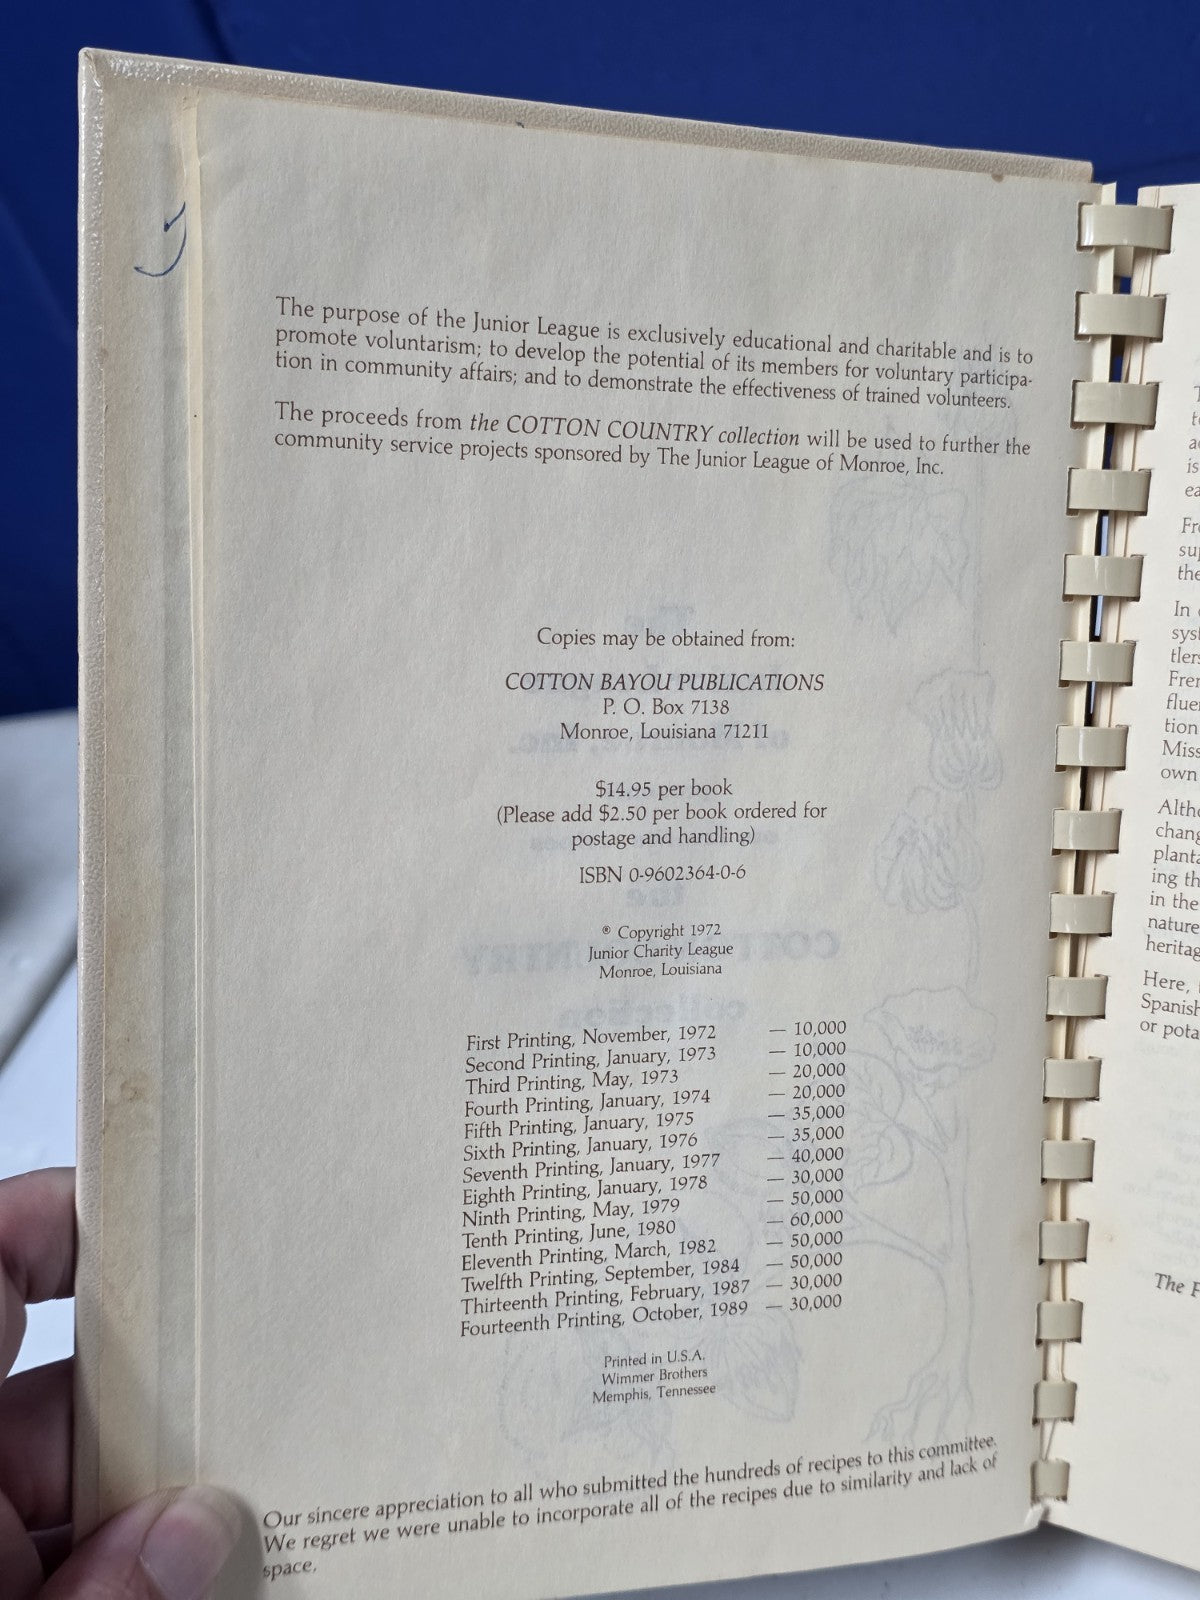 The purpose of the Junior League is exclusively educational and charitable and is to
promote voluntarism; to develop the potential of its members for voluntary participa-
tion in community affairs; and to demonstrate the effectiveness of trained volunteers.
The proceeds from the COTTON COUNTRY collection will be used to further the
community service projects sponsored by The Junior League of Monroe, Inc.
Copies may be obtained from:
COTTON BAYOU PUBLICATIONS
P. O. Box 7138
Monroe, Louisiana 71211
$14.95 per book
(Please add $2.50 per book ordered for
postage and handling)
ISBN 0-9602364-0-6
® Copyright 1972
Junior Charity League
Monroe, Louisiana
First Printing, November, 1972 — 10,000
Second Printing, January, 1973 — 10,000
Third Printing, May, 1973 — 20,000
Fourth Printing, January, 1974 — 20,000
Fifth Printing, January, 1975 — 35,000
Sixth Printing, January, 1976 — 35,000
Seventh Printing, January, 1977 — 40,000
Eighth Printing, January, 1978 — 30,000
Ninth Printing, May, 1979 — 50,000
Tenth Printing, June, 1980 — 60,000
Eleventh Printing, March, 1982 — 50,000
Twelfth Printing, September, 1984 — 50,000
Thirteenth Printing, February, 1987 — 30,000
Fourteenth Printing, October, 1989 — 30,000
Printed in U.S.A.
Wimmer Brothers
Memphis, Tennessee
Our sincere appreciation to all who submitted the hundreds of recipes to this committee.
We regret we were unable to incorporate all of the recipes due to similarity and lack of
space.
is
the
In
own
in the
nature
Here,
Spanish
or
The